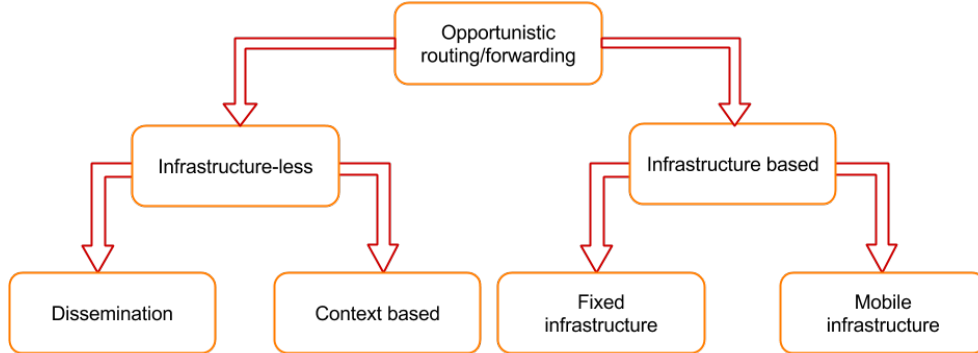 Opportunistic
routing/forwarding
Infrastructure-less
Infrastructure based
Dissemination
Context based
Fixed
infrastructure
Mobile
infrastructure